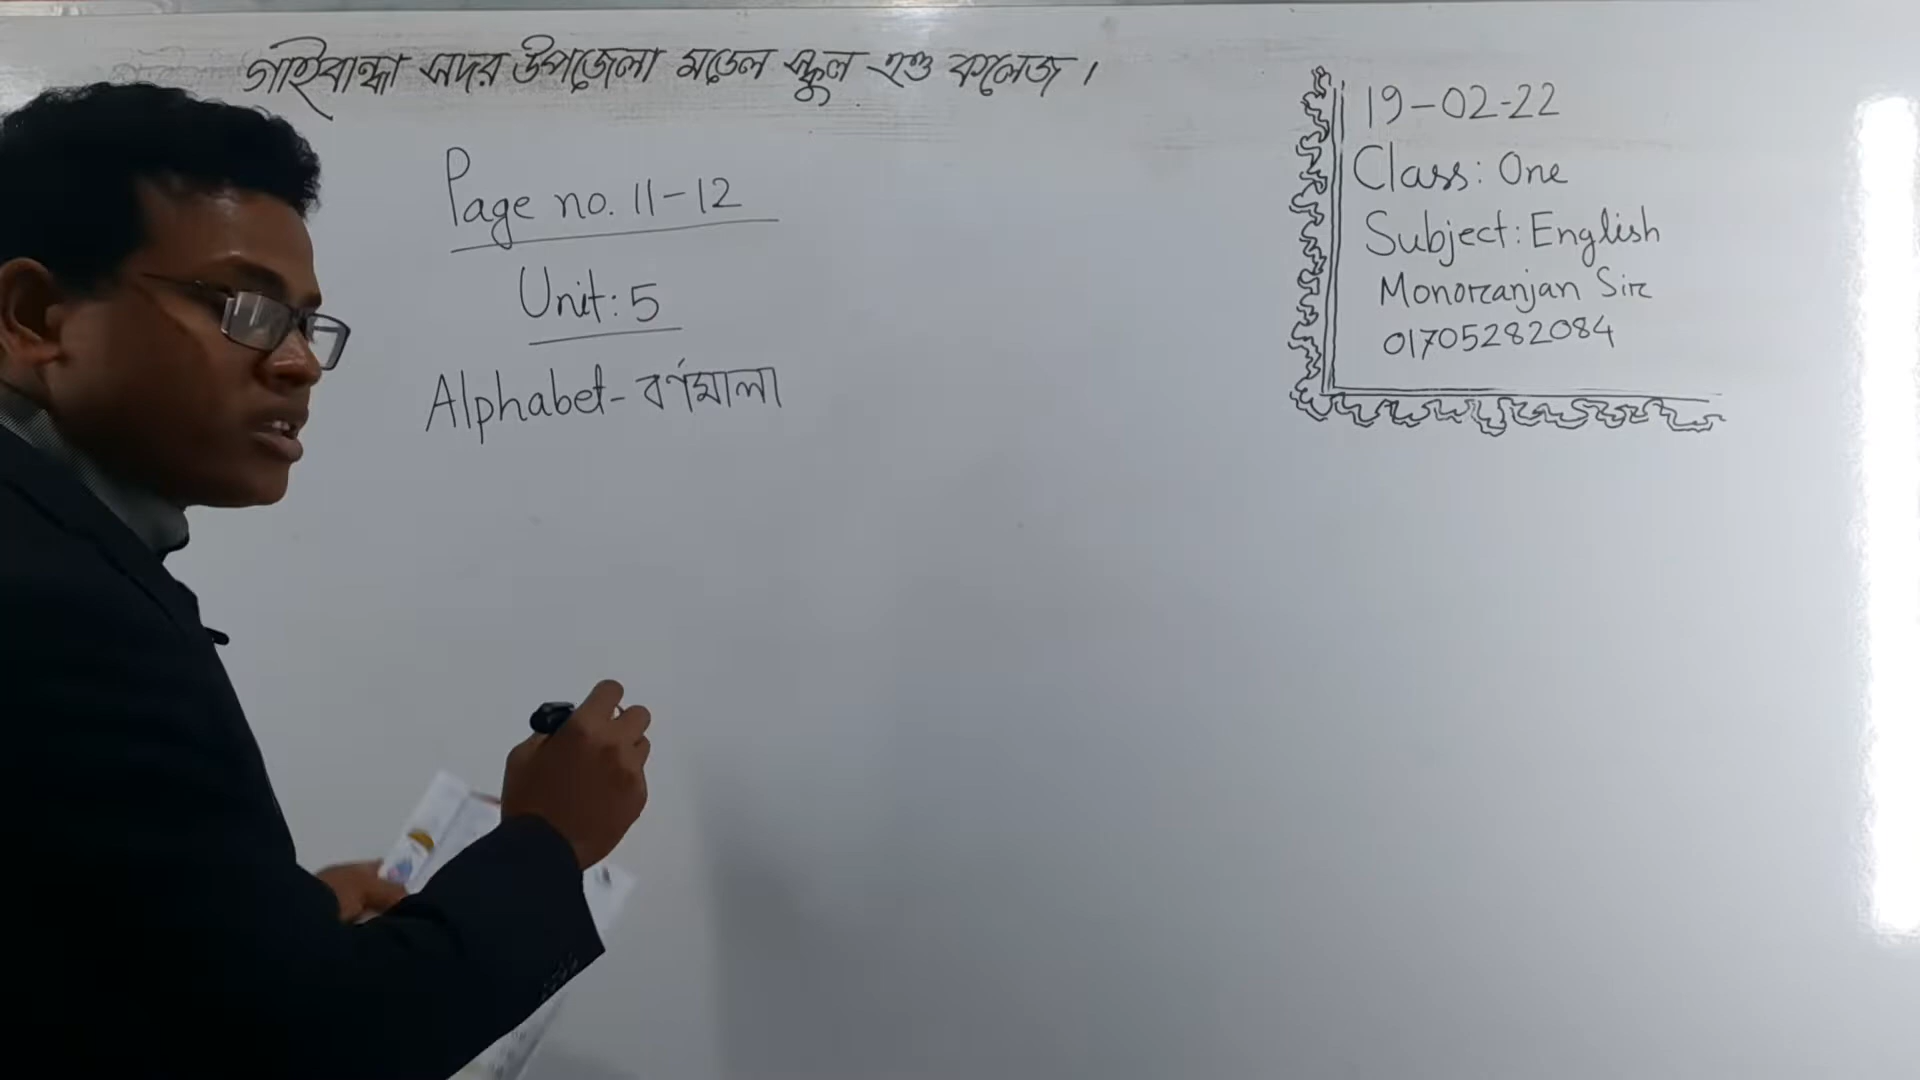 গাইবান্ধা সদর উপজেলা মডেল স্কুল এণ্ড কলেজ।
Page no. 11-12
Unit: 5
Alphabet- বর্ণমালা
19-02-22
Class: One
Subject: English
Monoranjan Sir
01705282084